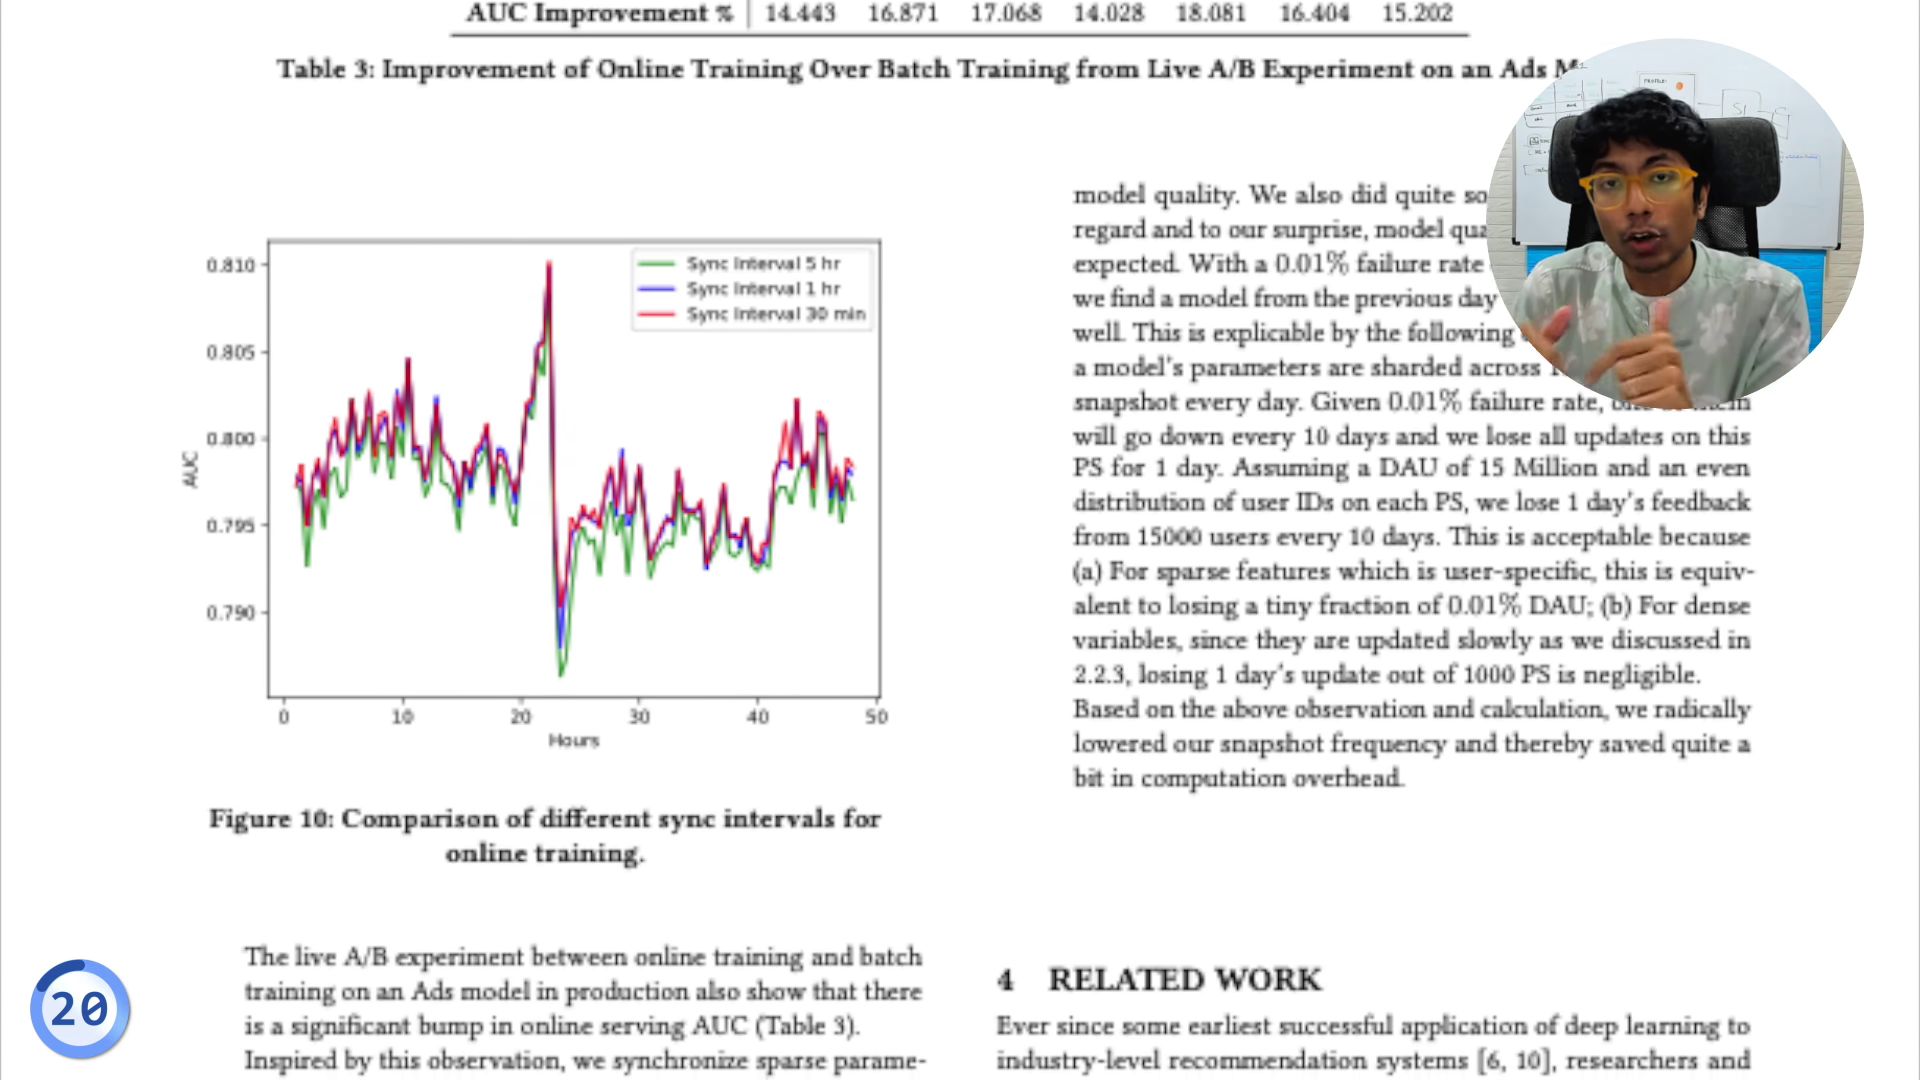 AUC Improvement % 14.443 16.871 17.068 14.028 18.081 16.404 15.202
Table 3: Improvement of Online Training Over Batch Training from Live A/B Experiment on an Ads
0.810
0.805
0.800
0.795
0.790
AUC
Sync Interval 5 hr
Sync Interval 1 hr
Sync Interval 30 min
0 10 20 30 40 50
Hours
Figure 10: Comparison of different sync intervals for
online training.
The live A/B experiment between online training and batch
training on an Ads model in production also show that there
is a significant bump in online serving AUC (Table 3).
Inspired by this observation, we synchronize sparse parame-
model quality. We also did quite so
regard and to our surprise, model qua
expected. With a 0.01% failure rate
we find a model from the previous day
well. This is explicable by the following
a model's parameters are sharded across
snapshot every day. Given 0.01% failure rate,
will go down every 10 days and we lose all updates on this
PS for 1 day. Assuming a DAU of 15 Million and an even
distribution of user IDs on each PS, we lose 1 day's feedback
from 15000 users every 10 days. This is acceptable because
(a) For sparse features which is user-specific, this is equiv-
alent to losing a tiny fraction of 0.01% DAU; (b) For dense
variables, since they are updated slowly as we discussed in
2.2.3, losing 1 day's update out of 1000 PS is negligible.
Based on the above observation and calculation, we radically
lowered our snapshot frequency and thereby saved quite a
bit in computation overhead.
4 RELATED WORK
Ever since some earliest successful application of deep learning to
industry-level recommendation systems [6, 10], researchers and
20